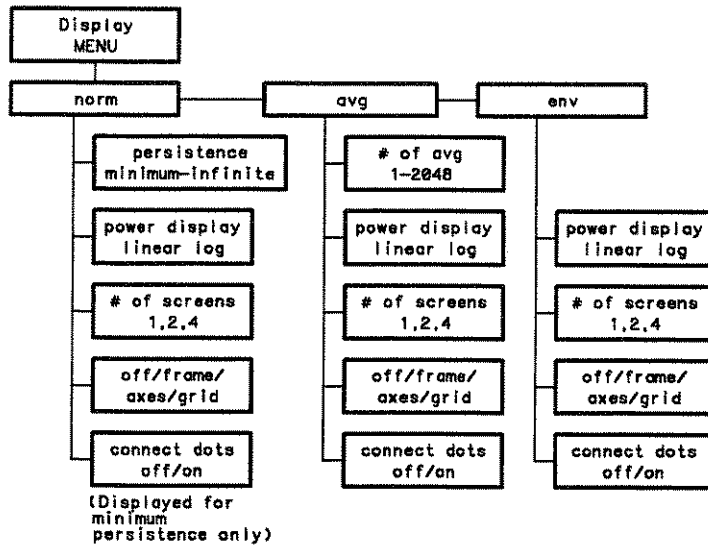 Display
MENU
norm
avg
env
persistence
minimum-infinite
# of avg
1-2048
power display
linear log
power display
linear log
power display
linear log
# of screens
1,2,4
# of screens
1,2,4
# of screens
1,2,4
off/frame/
axes/grid
off/frame/
axes/grid
off/frame/
axes/grid
connect dots
off/on
connect dots
off/on
connect dots
off/on
(Displayed for
minimum
persistence only)